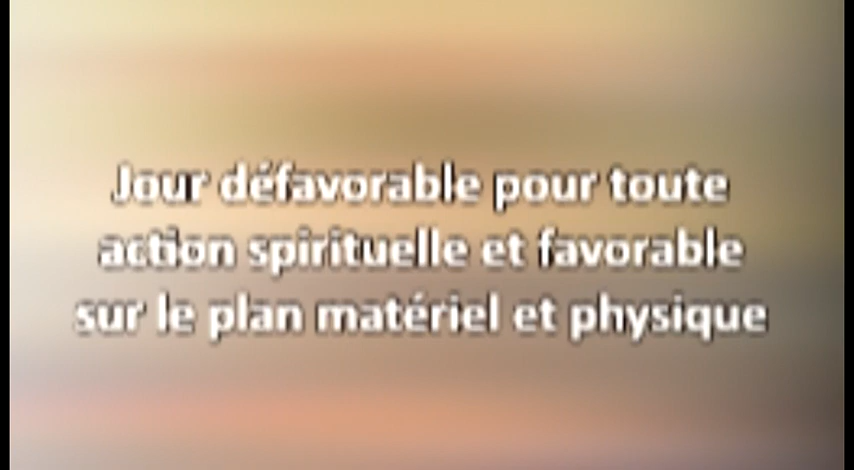 Jour défavorable pour toute
action spirituelle et favorable
sur le plan matériel et physique